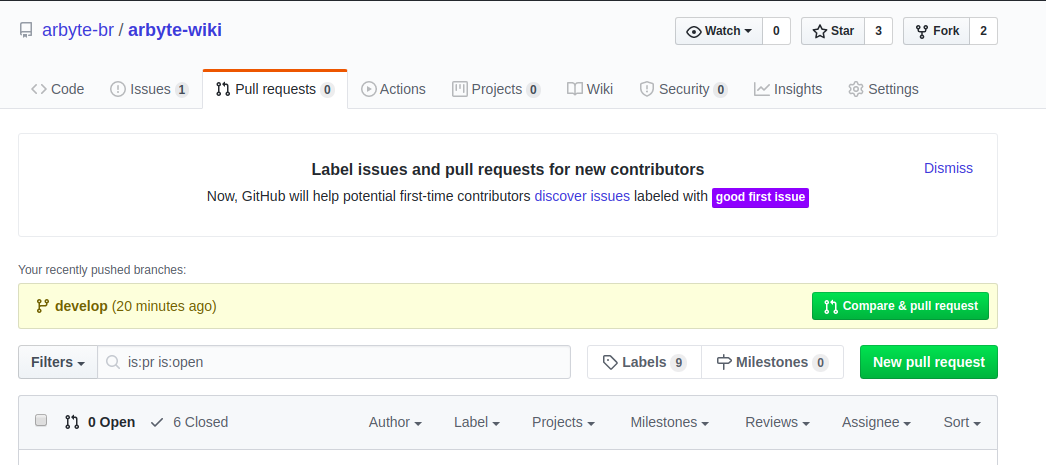 arbyte-br / arbyte-wiki
Watch 0 Star 3 Fork 2
Code Issues 1 Pull requests 0 Actions Projects 0 Wiki Security 0 Insights Settings
Label issues and pull requests for new contributors
Dismiss
Now, GitHub will help potential first-time contributors discover issues labeled with good first issue
Your recently pushed branches:
develop (20 minutes ago)
Compare & pull request
Filters is:pr is:open Labels 9 Milestones 0 New pull request
0 Open 6 Closed Author Label Projects Milestones Reviews Assignee Sort